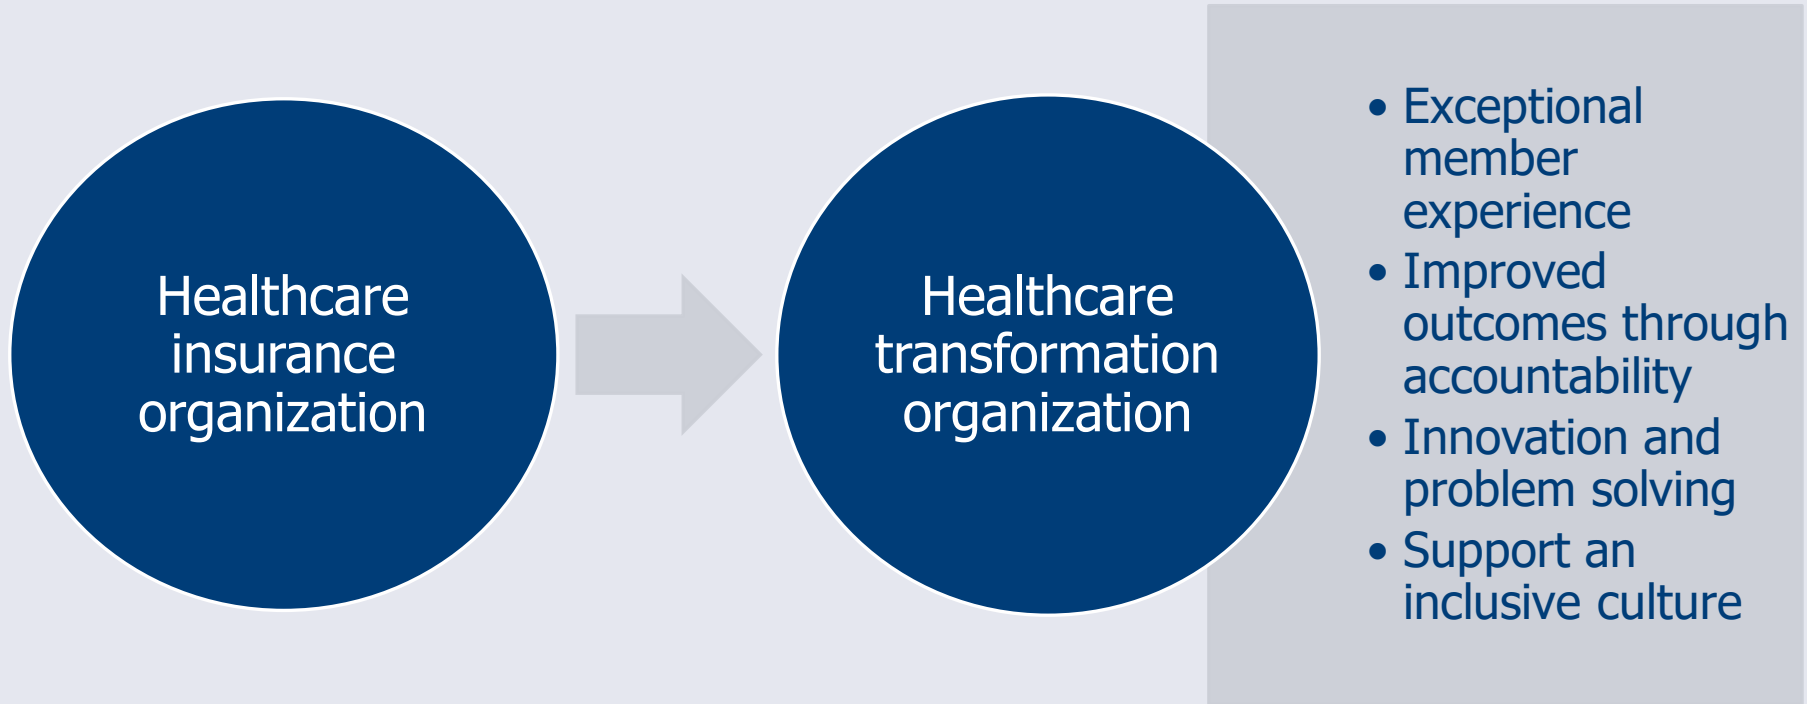 Healthcare
insurance
organization
Healthcare
transformation
organization
• Exceptional
member
experience
• Improved
outcomes through
accountability
• Innovation and
problem solving
• Support an
inclusive culture